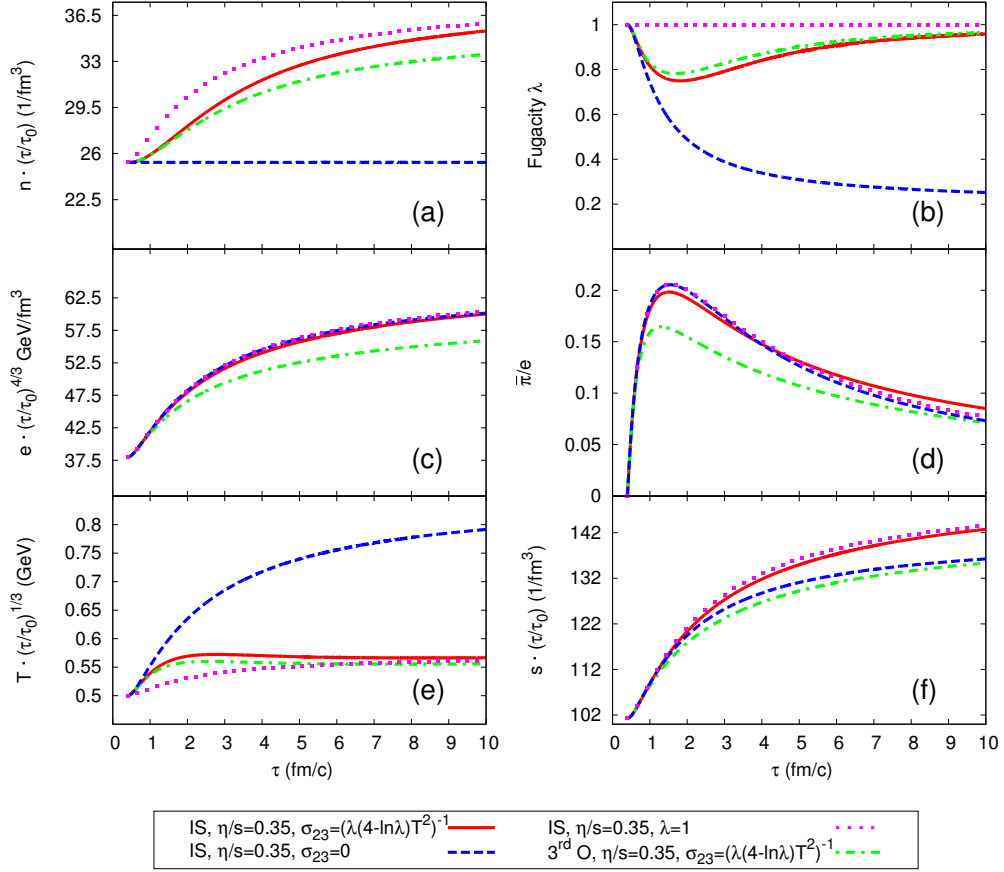 36.5
33
29.5
26
22.5
n · (τ/τ0) (1/fm³)
(a)
1
0.8
0.6
0.4
0.2
Fugacity λ
(b)
62.5
57.5
52.5
47.5
42.5
37.5
e · (τ/τ0)^4/3 GeV/fm³
(c)
0.2
0.15
0.1
0.05
0
π̄/e
(d)
0.8
0.75
0.7
0.65
0.6
0.55
0.5
T · (τ/τ0)^1/3 (GeV)
(e)
0 1 2 3 4 5 6 7 8 9 10
τ (fm/c)
142
132
122
112
102
s · (τ/τ0) (1/fm³)
(f)
0 1 2 3 4 5 6 7 8 9 10
τ (fm/c)
IS, η/s=0.35, σ23=(λ(4-lnλ)T²)^-1
IS, η/s=0.35, σ23=0
IS, η/s=0.35, λ=1
3^rd O, η/s=0.35, σ23=(λ(4-lnλ)T²)^-1